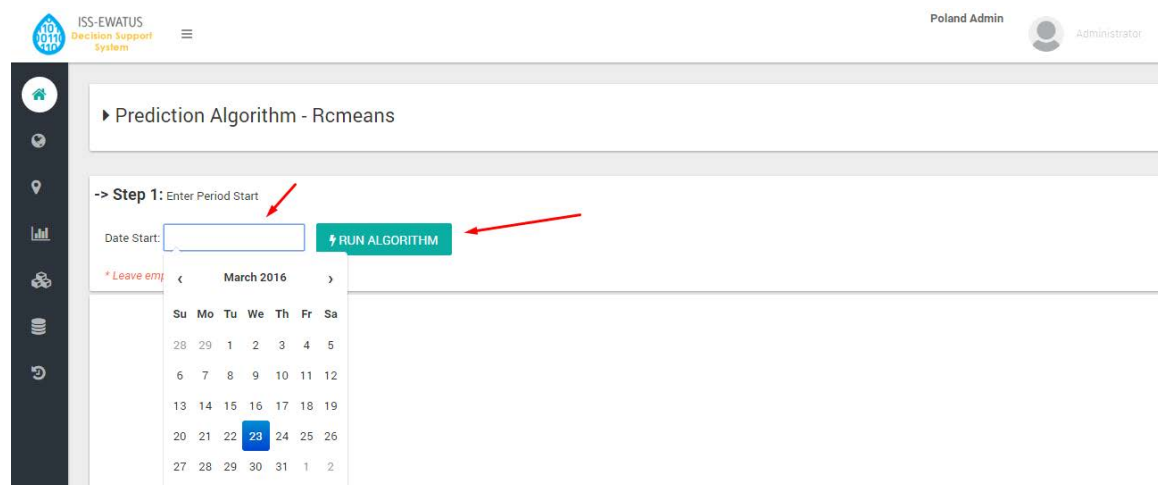 10
0110
110
ISS-EWATUS
Decision Support
System
Poland Admin
Administrator
Prediction Algorithm - Rcmeans
-> Step 1: Enter Period Start
Date Start:
RUN ALGORITHM
* Leave
‹ March 2016 ›
Su Mo Tu We Th Fr Sa
28 29 1 2 3 4 5
6 7 8 9 10 11 12
13 14 15 16 17 18 19
20 21 22 23 24 25 26
27 28 29 30 31 1 2